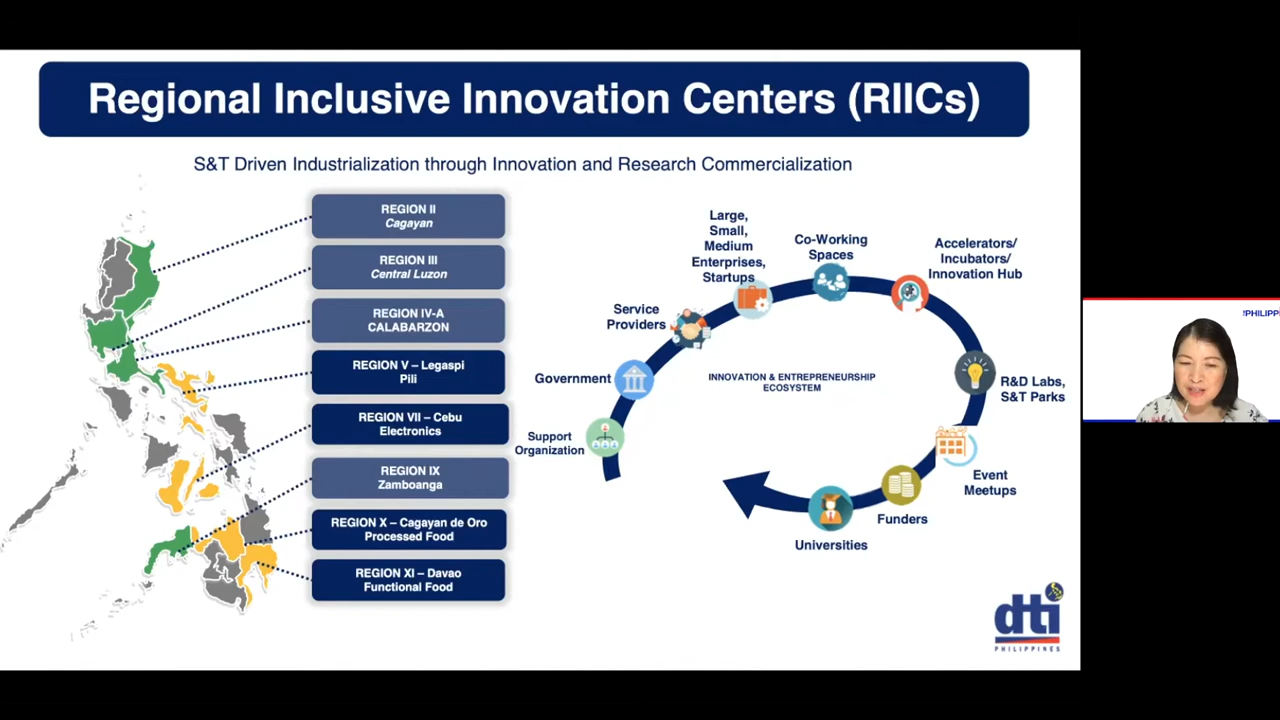 Regional Inclusive Innovation Centers (RIICs)
S&T Driven Industrialization through Innovation and Research Commercialization
REGION II
Cagayan
REGION III
Central Luzon
REGION IV-A
CALABARZON
REGION V – Legaspi
Pili
REGION VII – Cebu
Electronics
REGION IX
Zamboanga
REGION X – Cagayan de Oro
Processed Food
REGION XI – Davao
Functional Food
Support
Organization
Government
Service
Providers
Large,
Small,
Medium
Enterprises,
Startups
Co-Working
Spaces
Accelerators/
Incubators/
Innovation Hub
R&D Labs,
S&T Parks
Event
Meetups
Funders
Universities
INNOVATION & ENTREPRENEURSHIP
ECOSYSTEM
dti
PHILIPPINES